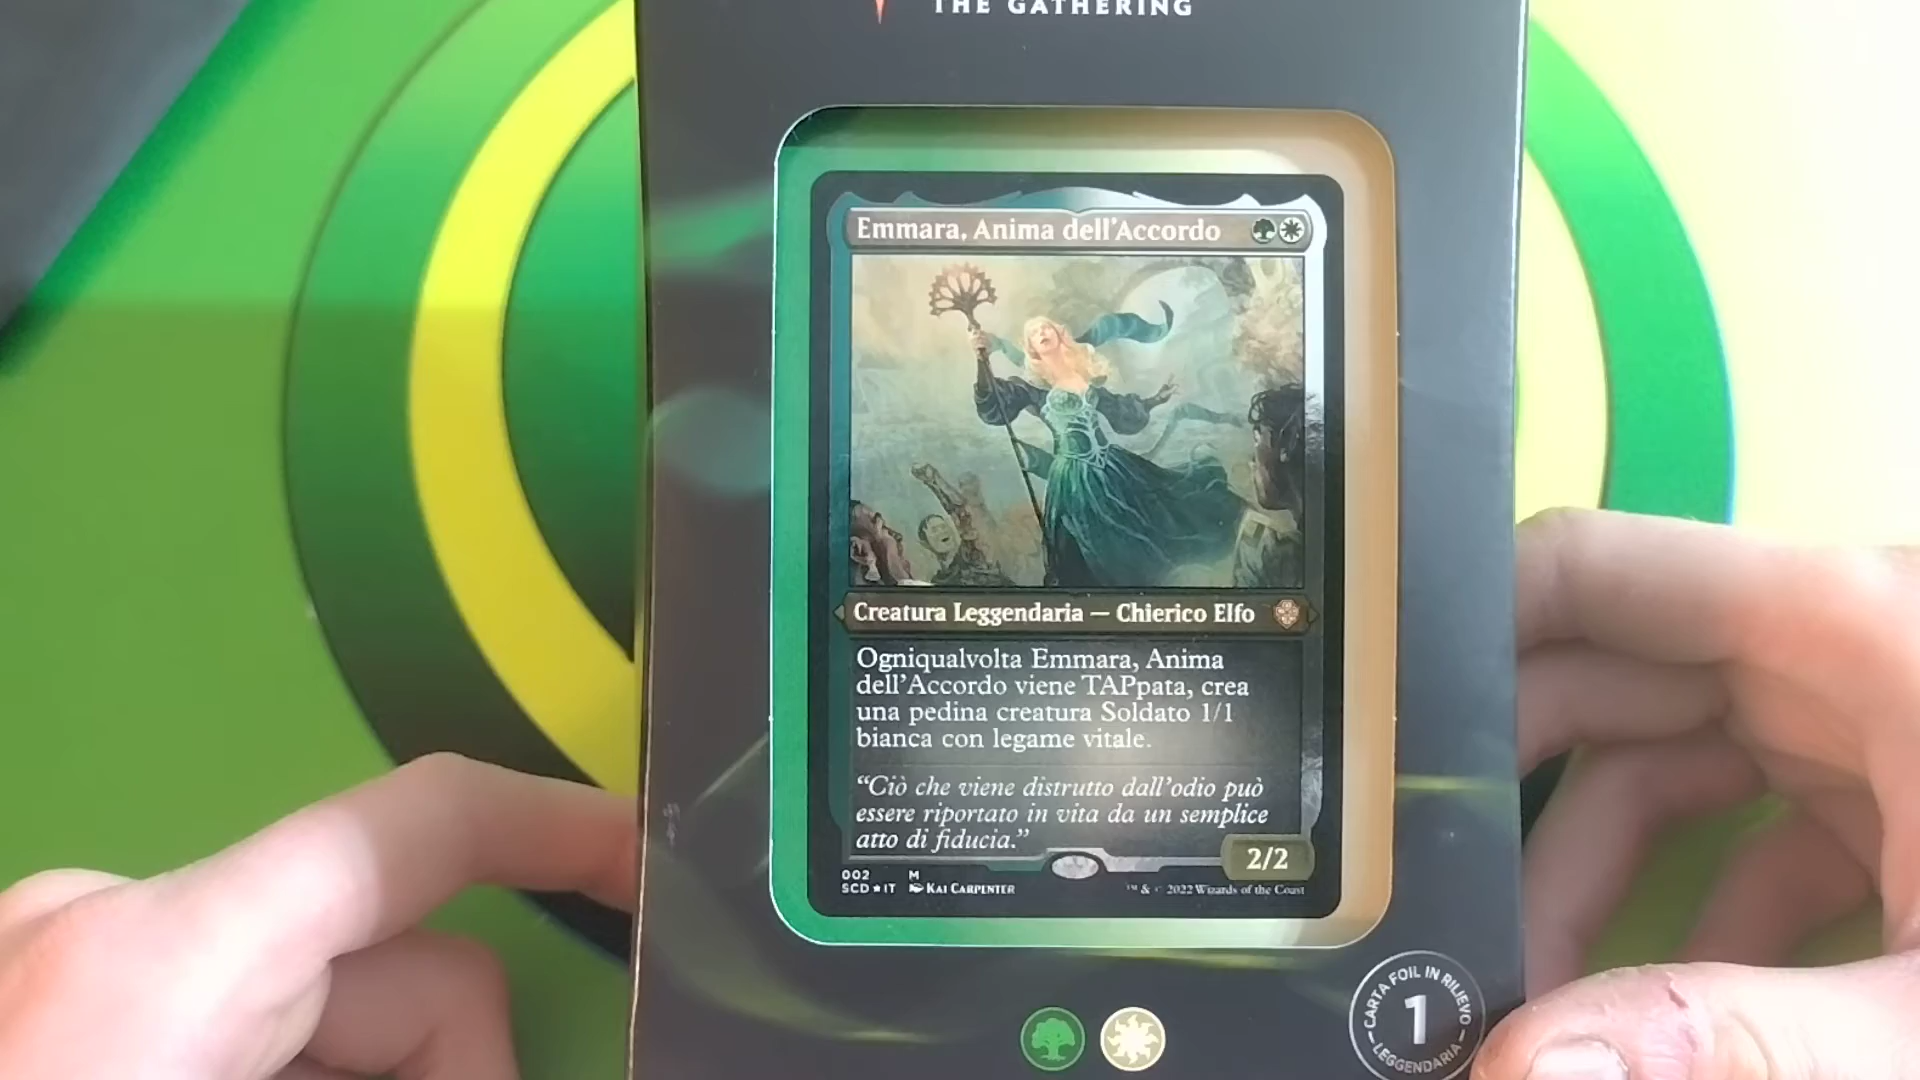 THE GATHERING
Emmara, Anima dell'Accordo
Creatura Leggendaria — Chierico Elfo
Ogniqualvolta Emmara, Anima
dell'Accordo viene TAPpata, crea
una pedina creatura Soldato 1/1
bianca con legame vitale.
“Ciò che viene distrutto dall'odio può
essere riportato in vita da un semplice
atto di fiducia.”
2/2
002 M
SCD★IT KAI CARPENTER
™ & © 2022 Wizards of the Coast
CARTA FOIL IN RILIEVO
1
LEGGENDARIA